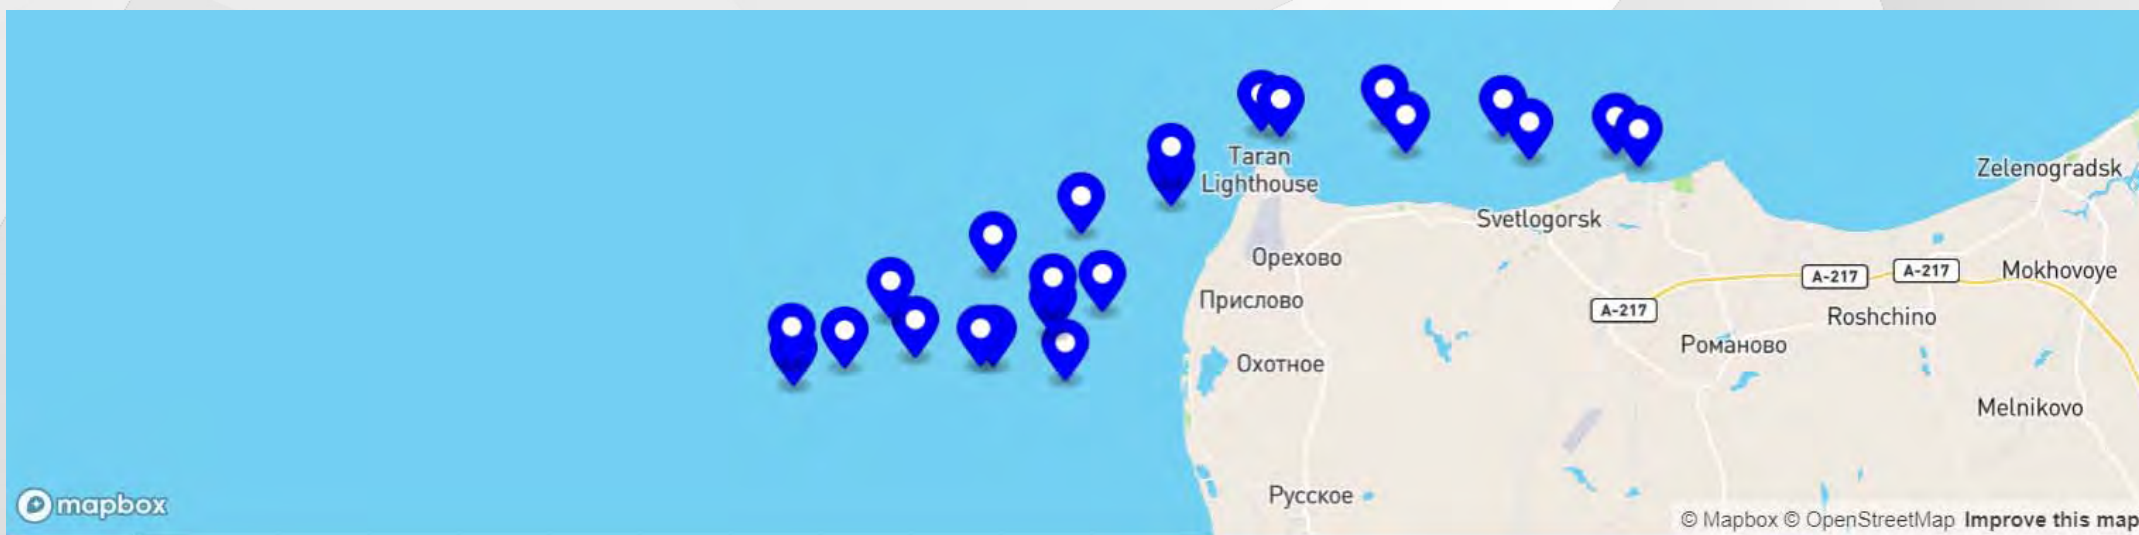 Taran
Lighthouse
Zelenogradsk
Svetlogorsk
Орехово
A-217
A-217
Mokhovoye
Прислово
A-217
Roshchino
Романово
Охотное
Melnikovo
Русское
mapbox
© Mapbox © OpenStreetMap Improve this map